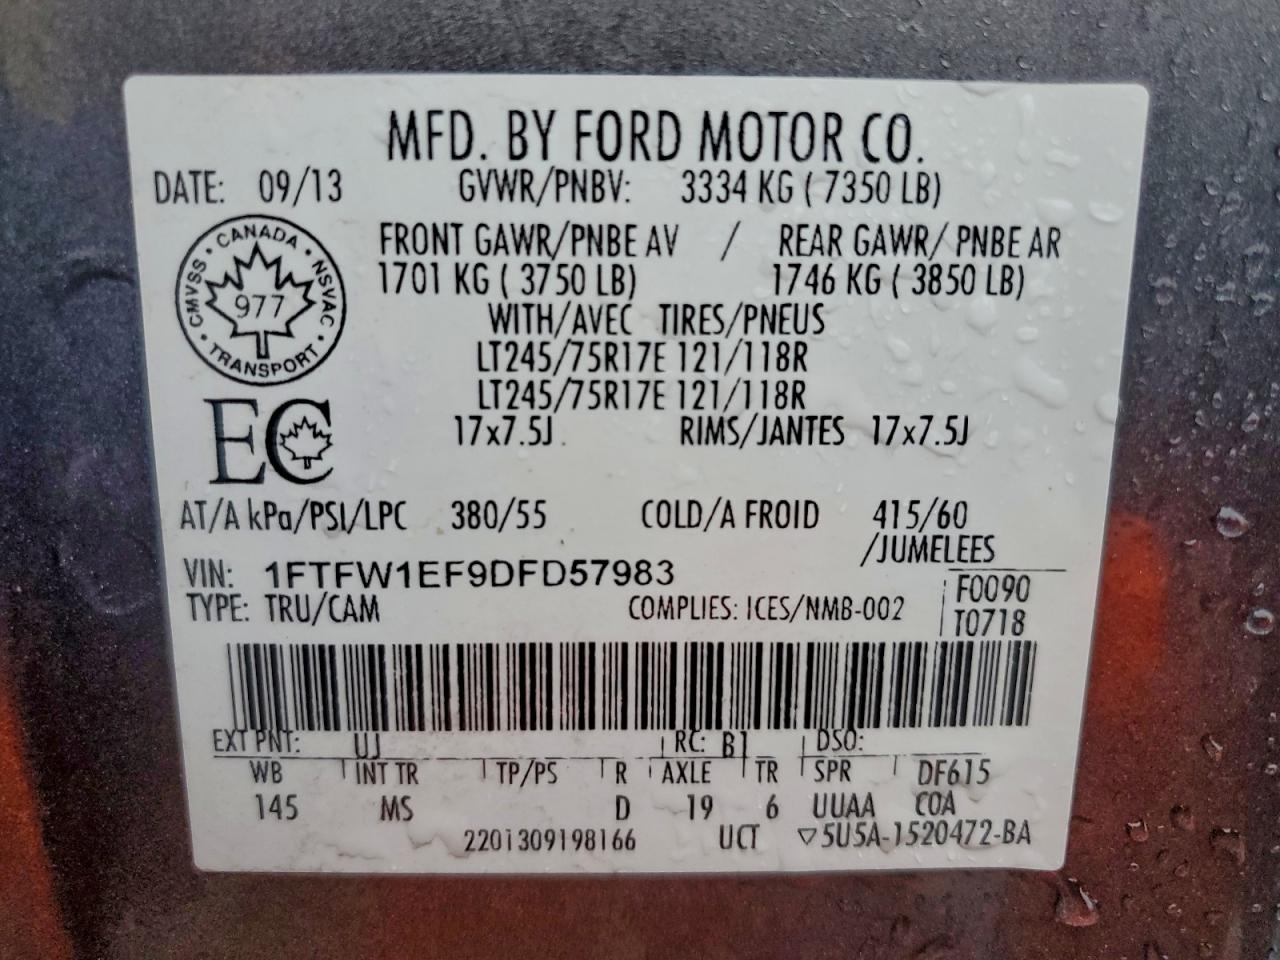 MFD. BY FORD MOTOR CO.
DATE: 09/13 GVWR/PNBV: 3334 KG ( 7350 LB)
FRONT GAWR/PNBE AV / REAR GAWR/ PNBE AR
1701 KG ( 3750 LB) 1746 KG ( 3850 LB)
CMVSS · CANADA · NSVAC · TRANSPORT ·
977
WITH/AVEC TIRES/PNEUS
LT245/75R17E 121/118R
LT245/75R17E 121/118R
EC
17x7.5J RIMS/JANTES 17x7.5J
AT/A kPa/PSI/LPC 380/55 COLD/A FROID 415/60
/JUMELEES
VIN: 1FTFW1EF9DFD57983
F0090
TYPE: TRU/CAM COMPLIES: ICES/NMB-002
T0718
EXT PNT: UJ RC: B1 DSO:
WB INT TR TP/PS R AXLE TR SPR DF615
145 MS D 19 6 UUAA COA
2201309198166 UCT ▽5U5A-1520472-BA